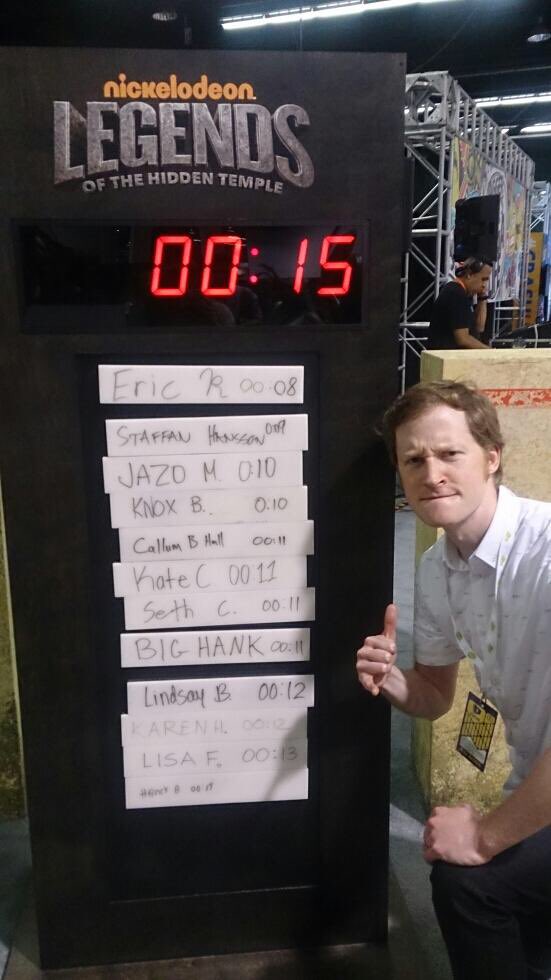 nickelodeon
LEGENDS
OF THE HIDDEN TEMPLE
00:15
Eric R 00:08
STAFFAN HANSSON 0:09
JAZO M. 0:10
KNOX B. 0:10
Callum B Hall 00:11
Kate C 00:11
Seth C. 00:11
BIG HANK 00:11
Lindsay B. 00:12
KAREN H. 00:12
LISA F. 00:13